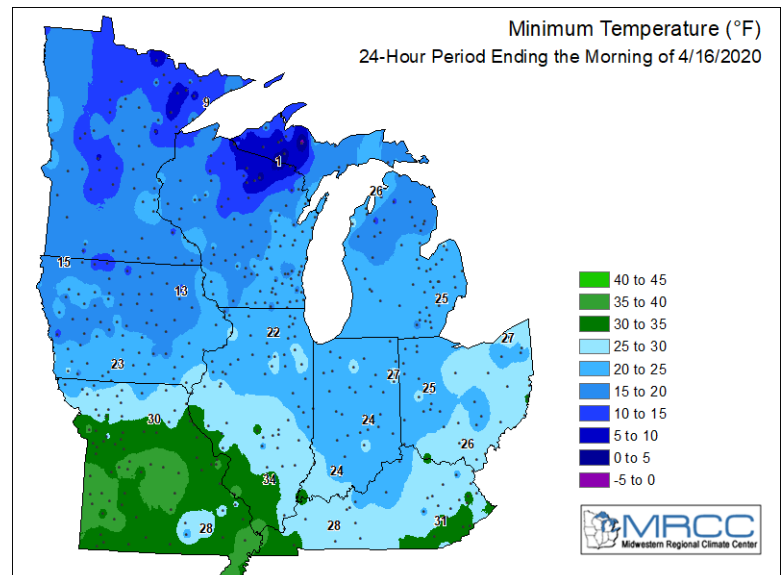 Minimum Temperature (°F)
24-Hour Period Ending the Morning of 4/16/2020
9
1
26
15
13
25
22
27
23
27
25
24
30
26
24
34
28
28
31
40 to 45
35 to 40
30 to 35
25 to 30
20 to 25
15 to 20
10 to 15
5 to 10
0 to 5
-5 to 0
MRCC
Midwestern Regional Climate Center